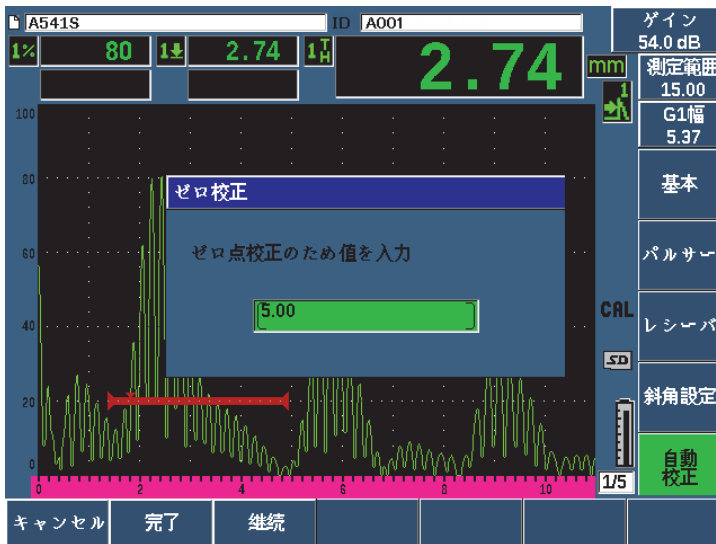 A541S ID A001
ゲイン
54.0 dB
1% 80 1 2.74 1TH 2.74 mm
測定範囲
15.00
1
G1幅
5.37
100
80
60
40
20
0
ゼロ校正
ゼロ点校正のため値を入力
5.00
基本
パルサー
レシーバ
斜角設定
自動
校正
CAL
SD
0 2 4 6 8 10
1/5
キャンセル 完了 継続